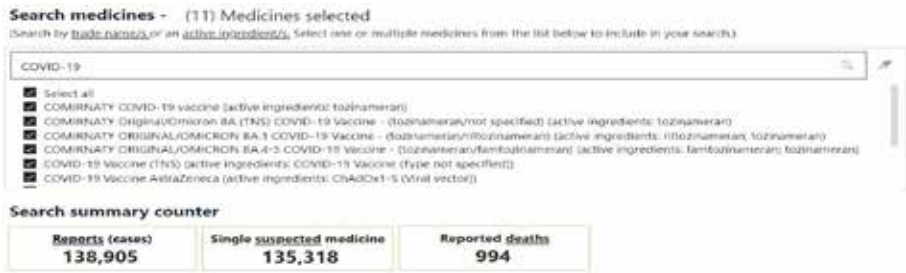 Search medicines - (11) Medicines selected
(Search by trade name/s or an active ingredient/s. Select one or multiple medicines from the list below to include in your search.)
COVID-19
Select all
COMIRNATY COVID-19 vaccine (active ingredients: tozinameran)
COMIRNATY Original/Omicron BA (TNS) COVID-19 Vaccine - (tozinameran/not specified) (active ingredients: tozinameran)
COMIRNATY ORIGINAL/OMICRON BA.1 COVID-19 Vaccine - (tozinameran/riltozinameran) (active ingredients: riltozinameran; tozinameran)
COMIRNATY ORIGINAL/OMICRON BA.4-5 COVID-19 Vaccine - (tozinameran/famtozinameran) (active ingredients: famtozinameran; tozinameran)
COVID-19 Vaccine (TNS) (active ingredients: COVID-19 Vaccine (type not specified))
COVID-19 Vaccine AstraZeneca (active ingredients: ChAdOx1-S (Viral vector))
Search summary counter
Reports (cases) Single suspected medicine Reported deaths
138,905 135,318 994